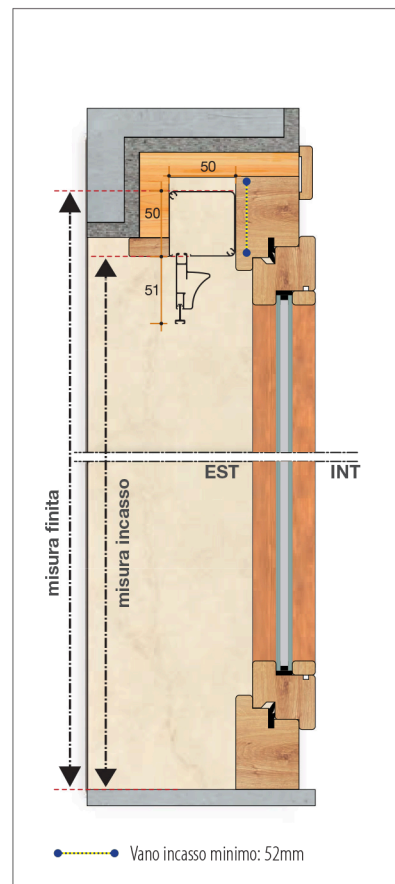 50
50
51
EST INT
misura finita
misura incasso
Vano incasso minimo: 52mm